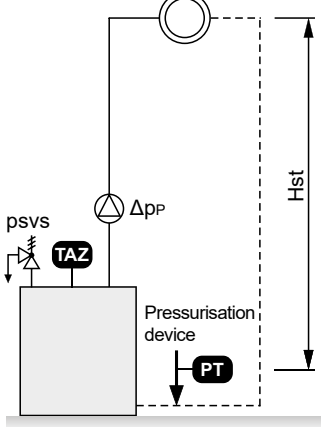 Hst
ΔpP
psvs
TAZ
Pressurisation
device
PT